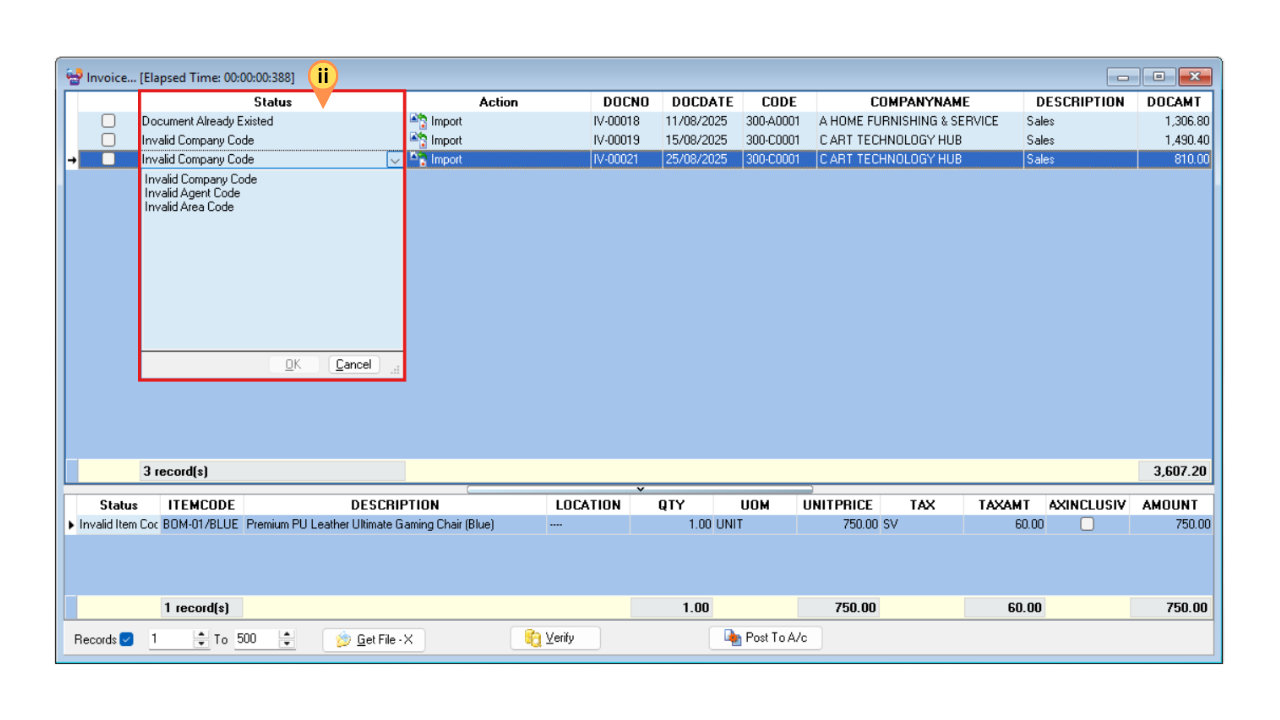 Invoice... [Elapsed Time: 00:00:00:388]
ii
Status Action DOCNO DOCDATE CODE COMPANYNAME DESCRIPTION DOCAMT
Document Already Existed Import IV-00018 11/08/2025 300-A0001 A HOME FURNISHING & SERVICE Sales 1,306.80
Invalid Company Code Import IV-00019 15/08/2025 300-C0001 C ART TECHNOLOGY HUB Sales 1,490.40
Invalid Company Code Import IV-00021 25/08/2025 300-C0001 C ART TECHNOLOGY HUB Sales 810.00
Invalid Company Code
Invalid Agent Code
Invalid Area Code
OK Cancel
3 record(s) 3,607.20
Status ITEMCODE DESCRIPTION LOCATION QTY UOM UNITPRICE TAX TAXAMT AXINCLUSIV AMOUNT
Invalid Item Coc BOM-01/BLUE Premium PU Leather Ultimate Gaming Chair (Blue) ---- 1.00 UNIT 750.00 SV 60.00 750.00
1 record(s) 1.00 750.00 60.00 750.00
Records 1 To 500 Get File - X Verify Post To A/c